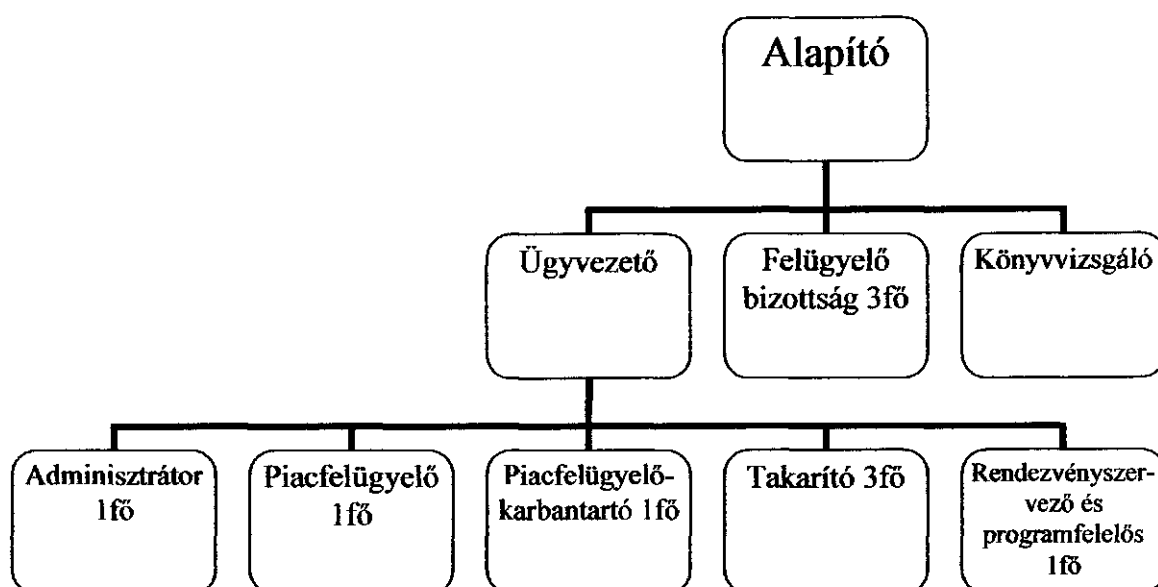 Alapító
Ügyvezető
Felügyelő
bizottság 3fő
Könyvvizsgáló
Adminisztrátor
1fő
Piacfelügyelő
1fő
Piacfelügyelő-
karbantartó 1fő
Takarító 3fő
Rendezvényszer-
vező és
programfelelős
1fő